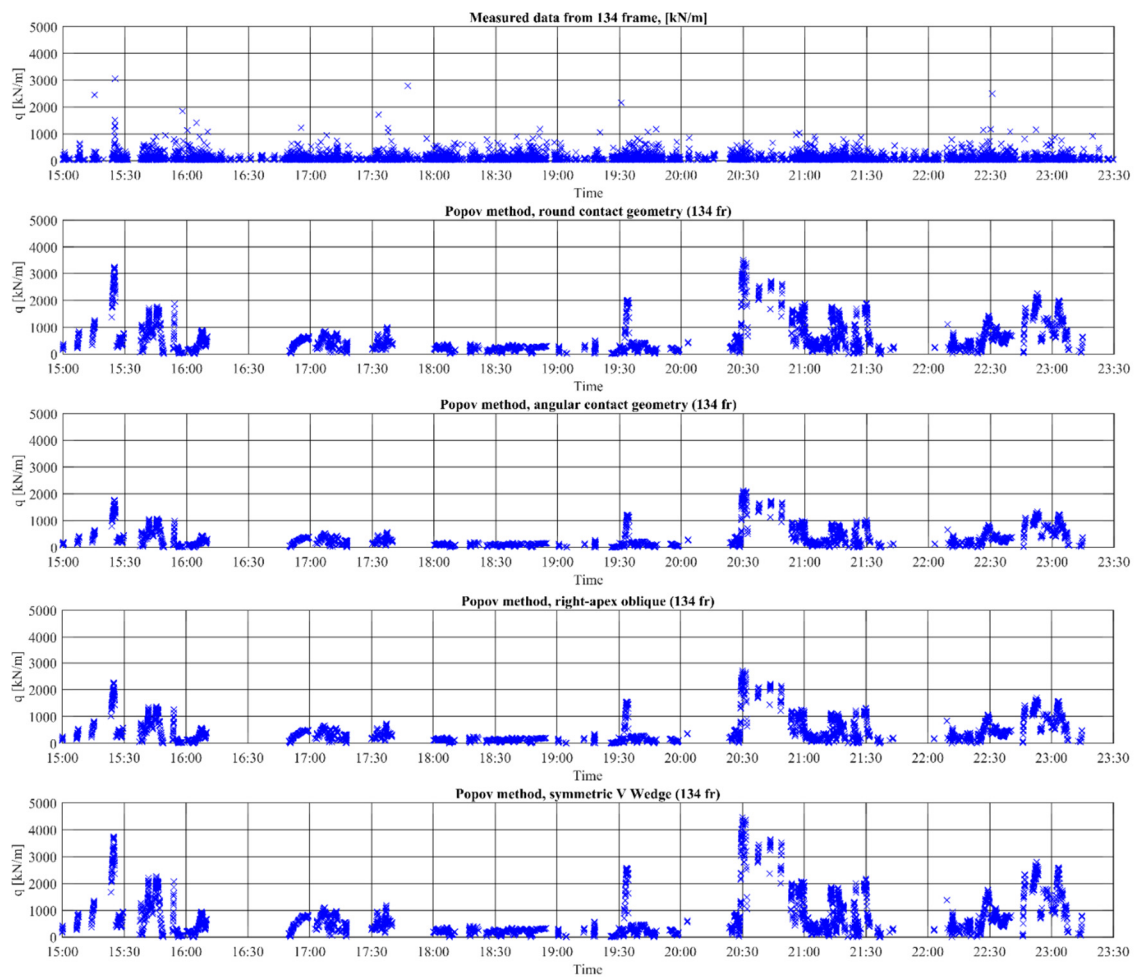 Measured data from 134 frame, [kN/m]
5000
4000
3000
2000
1000
0
q [kN/m]
15:00 15:30 16:00 16:30 17:00 17:30 18:00 18:30 19:00 19:30 20:00 20:30 21:00 21:30 22:00 22:30 23:00 23:30
Time
Popov method, round contact geometry (134 fr)
5000
4000
3000
2000
1000
0
q [kN/m]
15:00 15:30 16:00 16:30 17:00 17:30 18:00 18:30 19:00 19:30 20:00 20:30 21:00 21:30 22:00 22:30 23:00 23:30
Time
Popov method, angular contact geometry (134 fr)
5000
4000
3000
2000
1000
0
q [kN/m]
15:00 15:30 16:00 16:30 17:00 17:30 18:00 18:30 19:00 19:30 20:00 20:30 21:00 21:30 22:00 22:30 23:00 23:30
Time
Popov method, right-apex oblique (134 fr)
5000
4000
3000
2000
1000
0
q [kN/m]
15:00 15:30 16:00 16:30 17:00 17:30 18:00 18:30 19:00 19:30 20:00 20:30 21:00 21:30 22:00 22:30 23:00 23:30
Time
Popov method, symmetric V Wedge (134 fr)
5000
4000
3000
2000
1000
0
q [kN/m]
15:00 15:30 16:00 16:30 17:00 17:30 18:00 18:30 19:00 19:30 20:00 20:30 21:00 21:30 22:00 22:30 23:00 23:30
Time